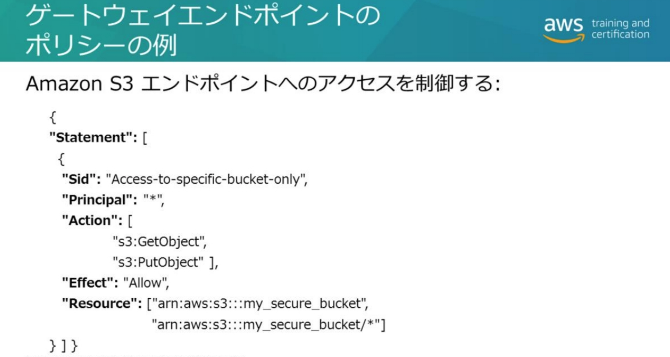 ゲートウェイエンドポイントの
ポリシーの例
aws training and
certification
Amazon S3 エンドポイントへのアクセスを制御する:
{
"Statement": [
{
"Sid": "Access-to-specific-bucket-only",
"Principal": "*",
"Action": [
"s3:GetObject",
"s3:PutObject" ],
"Effect": "Allow",
"Resource": ["arn:aws:s3:::my_secure_bucket",
"arn:aws:s3:::my_secure_bucket/*"]
} ] }